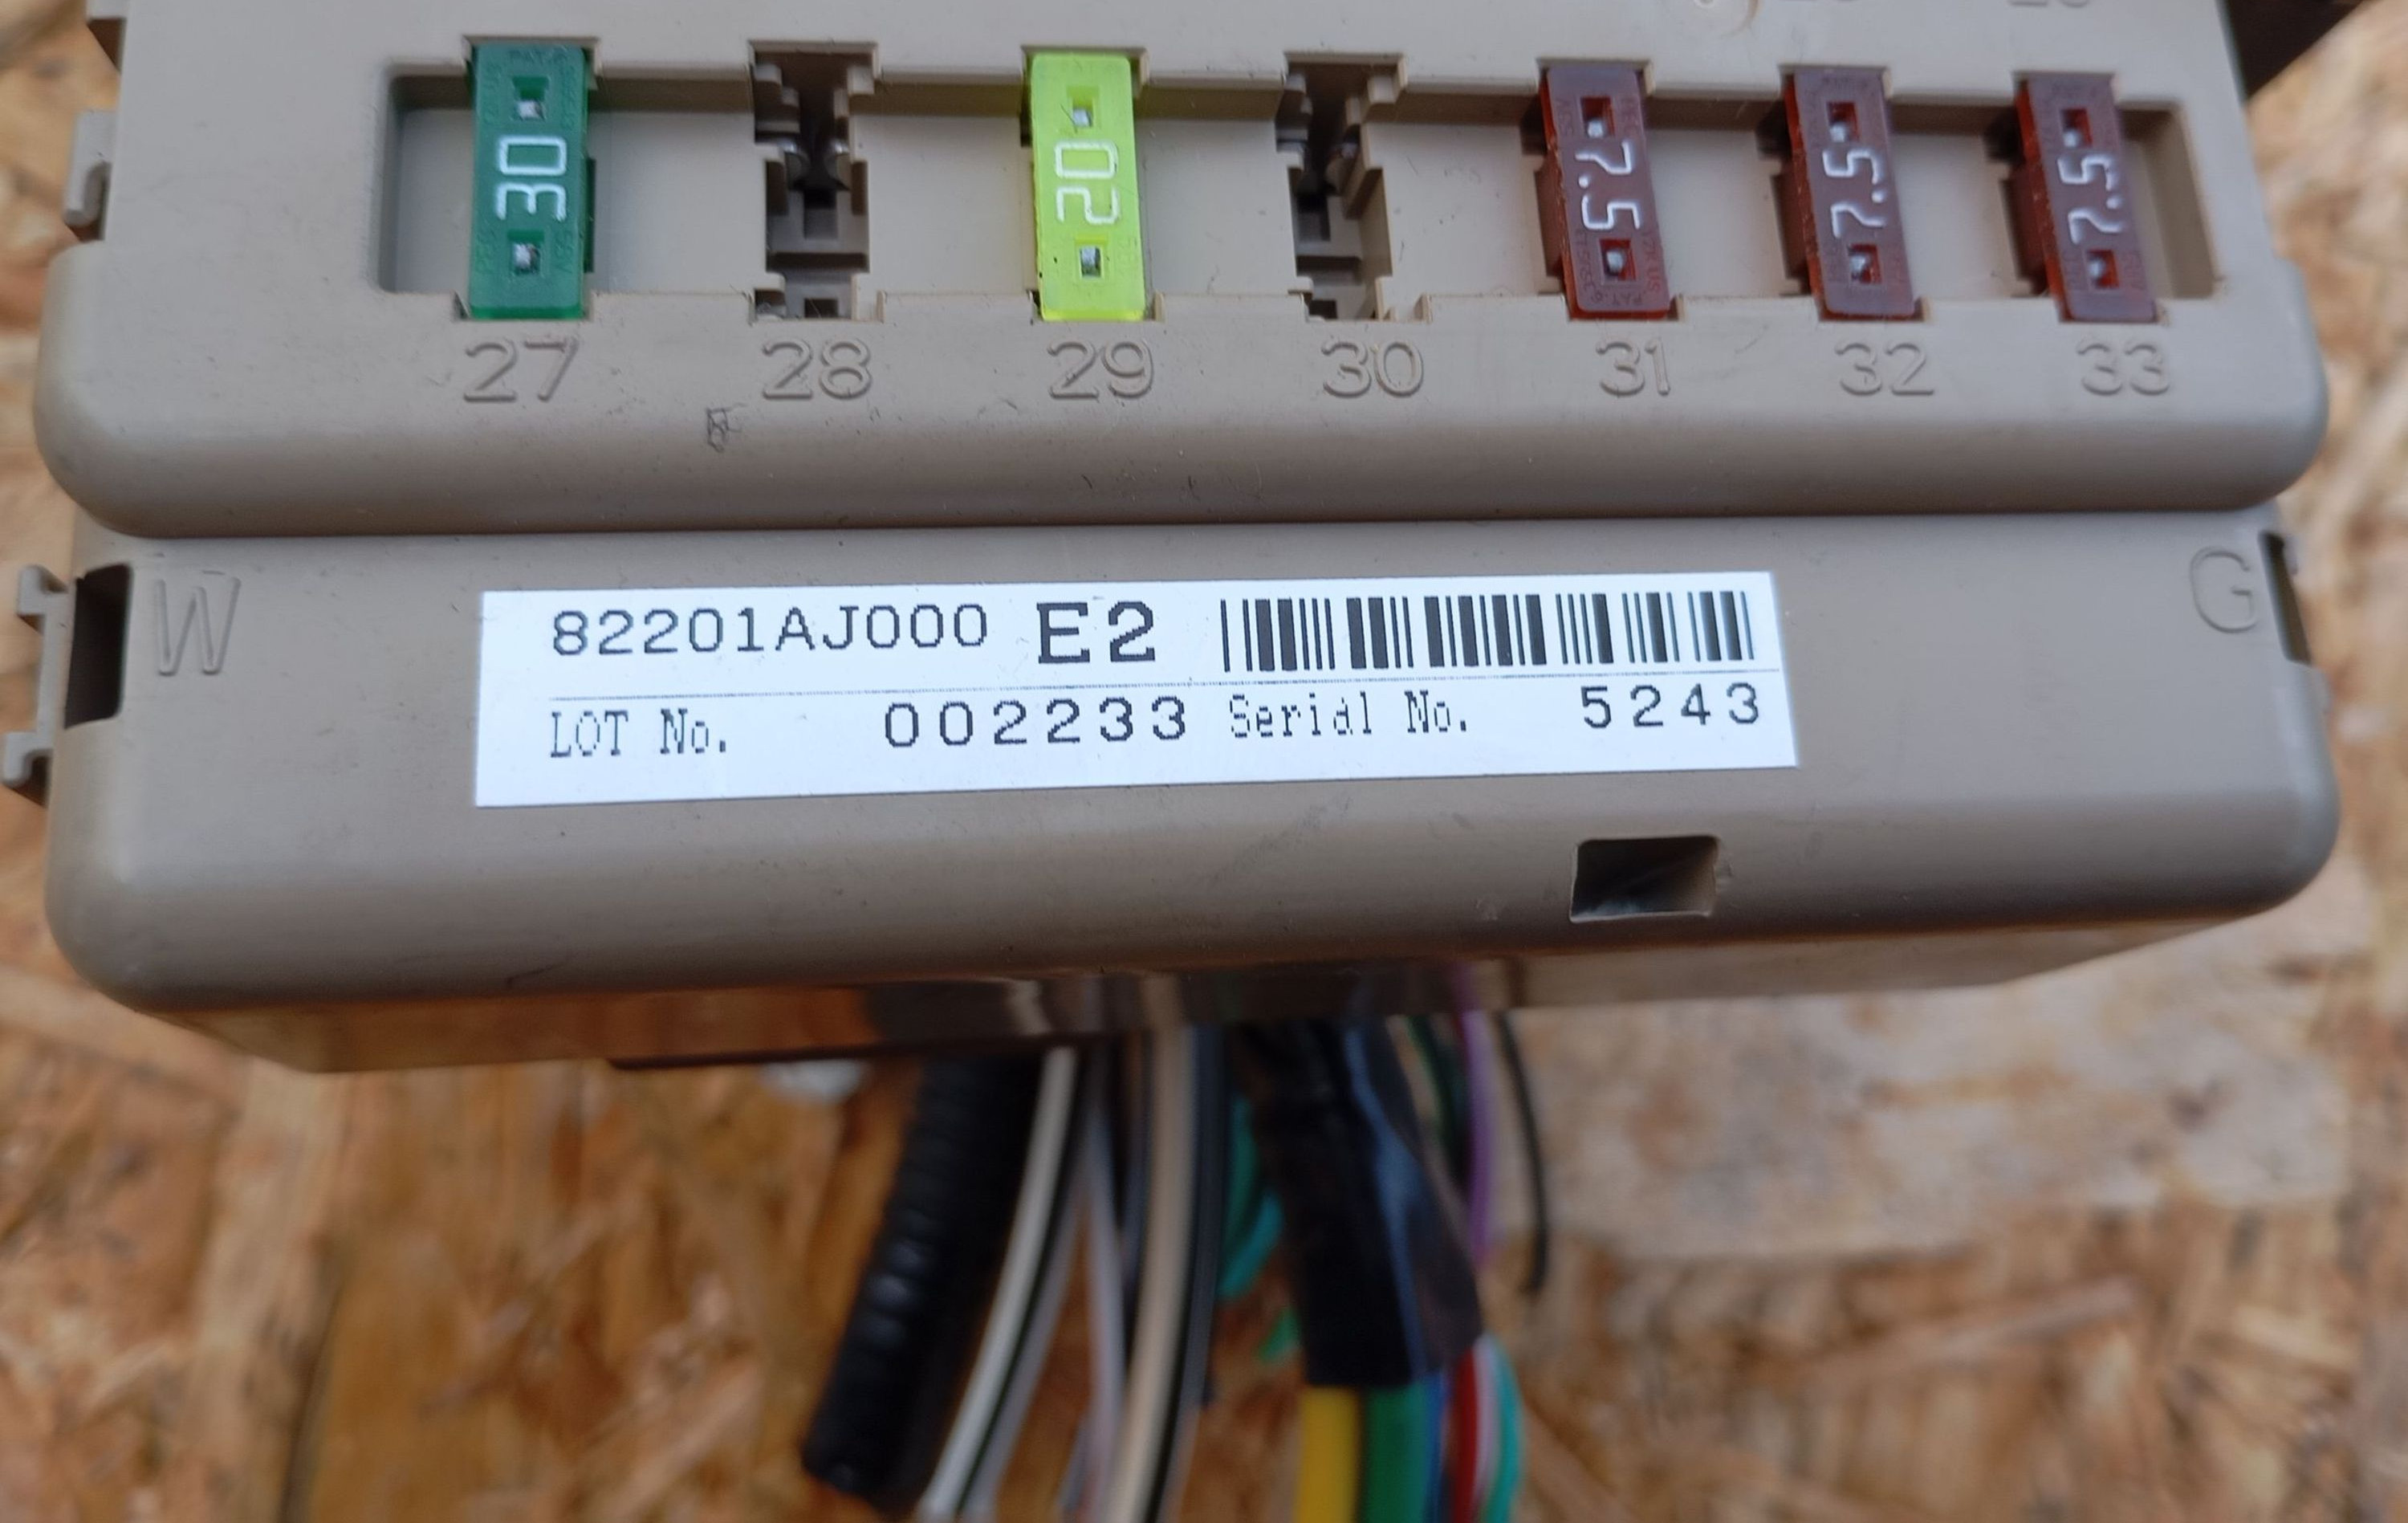 30 20 7.5 7.5 7.5
27 28 29 30 31 32 33
W G
82201AJ000 E2
LOT No. 002233 Serial No. 5243